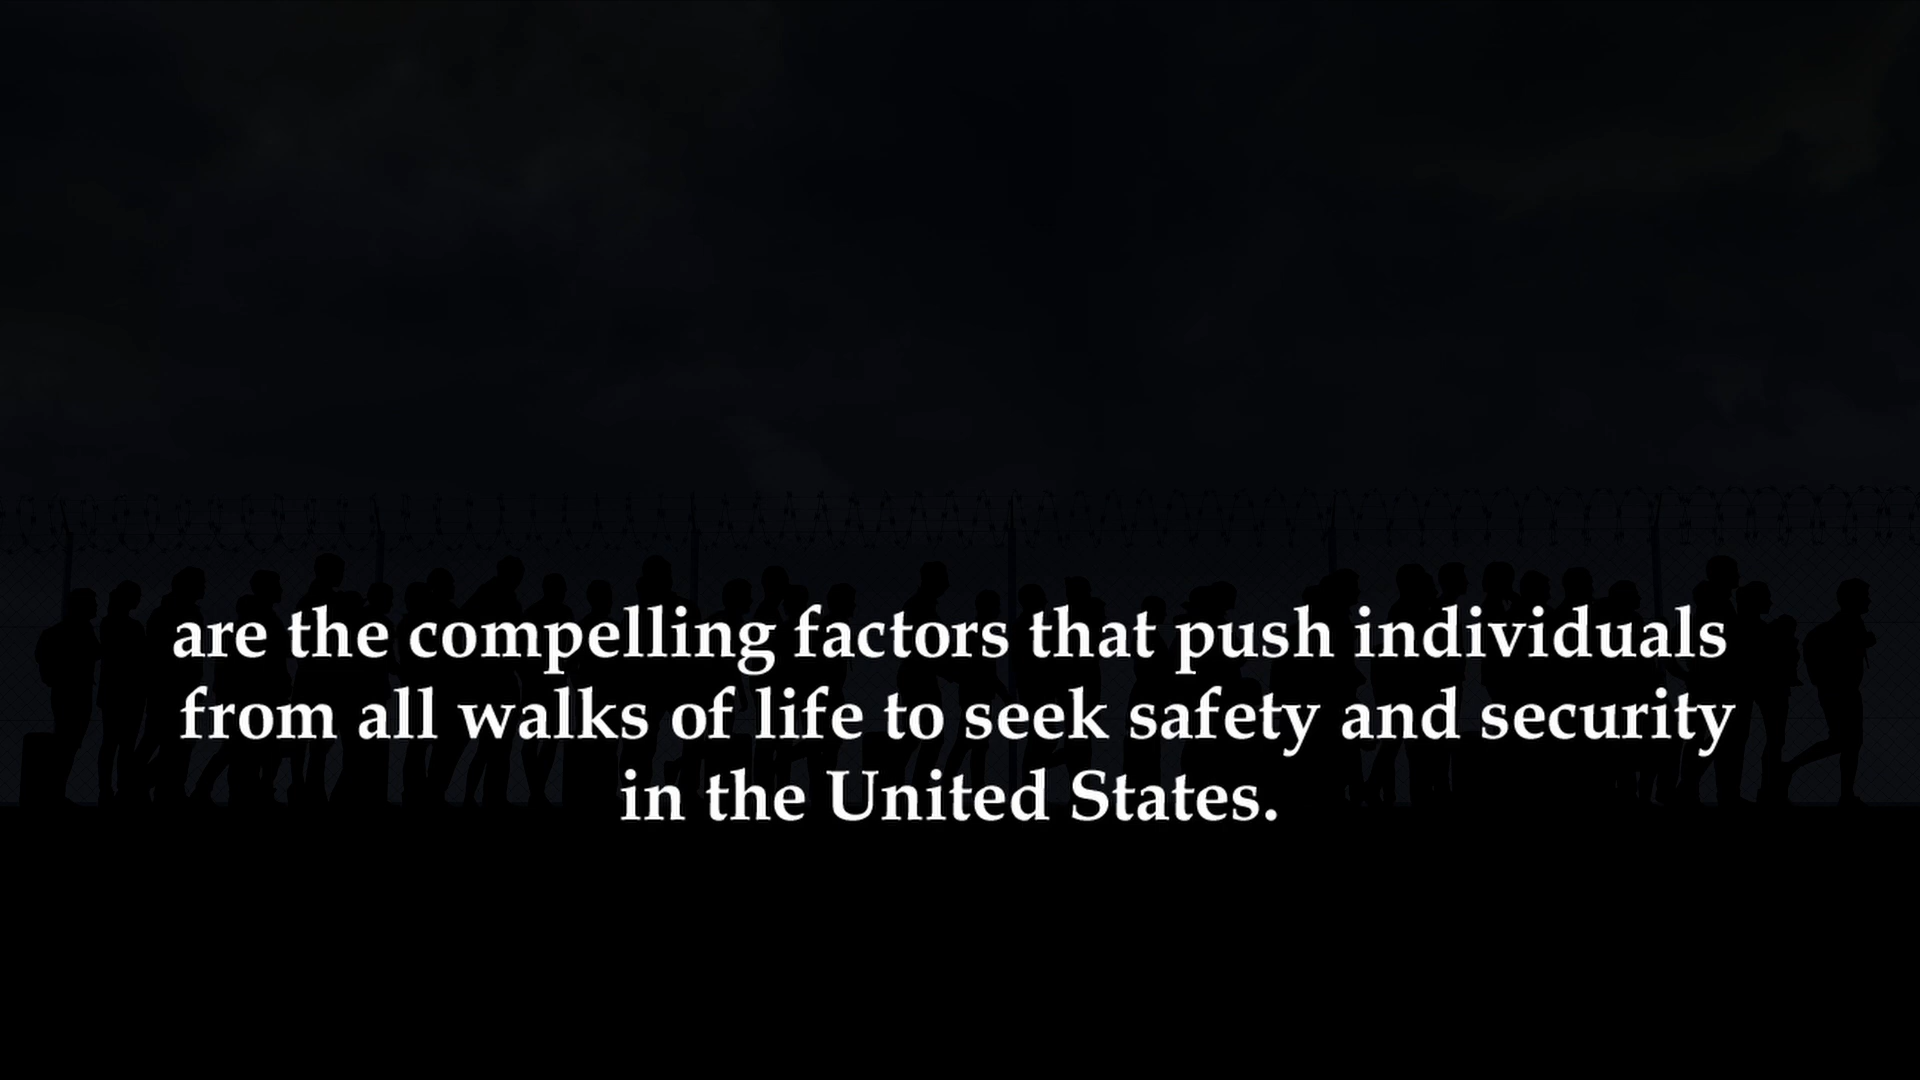 are the compelling factors that push individuals
from all walks of life to seek safety and security
in the United States.